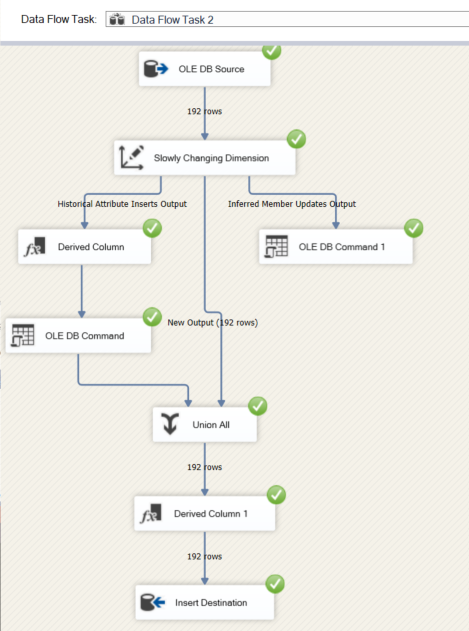 Data Flow Task: Data Flow Task 2
OLE DB Source
192 rows
Slowly Changing Dimension
Historical Attribute Inserts Output
Inferred Member Updates Output
Derived Column
OLE DB Command 1
OLE DB Command
New Output (192 rows)
Union All
192 rows
Derived Column 1
192 rows
Insert Destination